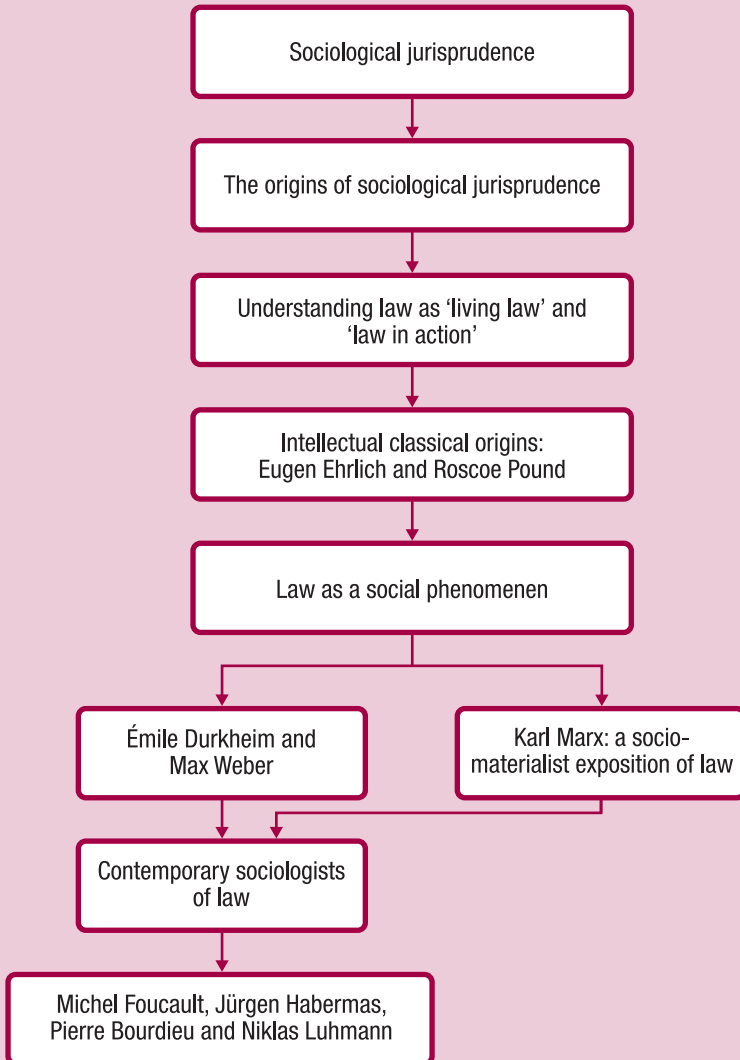 Sociological jurisprudence
The origins of sociological jurisprudence
Understanding law as ‘living law’ and
‘law in action’
Intellectual classical origins:
Eugen Ehrlich and Roscoe Pound
Law as a social phenomenen
Émile Durkheim and
Max Weber
Karl Marx: a socio-
materialist exposition of law
Contemporary sociologists
of law
Michel Foucault, Jürgen Habermas,
Pierre Bourdieu and Niklas Luhmann